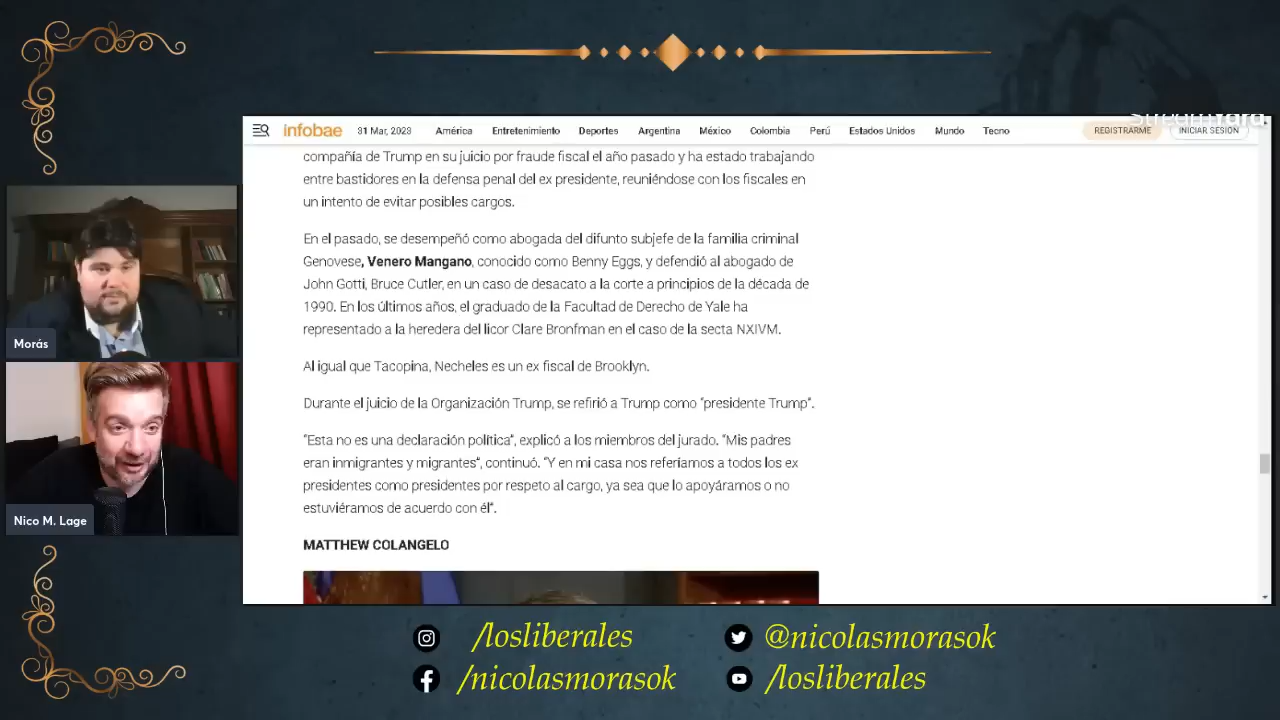 infobae 31 Mar, 2023 América Entretenimiento Deportes Argentina México Colombia Perú Estados Unidos Mundo Tecno REGISTRARME INICIAR SESIÓN
compañía de Trump en su juicio por fraude fiscal el año pasado y ha estado trabajando
entre bastidores en la defensa penal del ex presidente, reuniéndose con los fiscales en
un intento de evitar posibles cargos.
En el pasado, se desempeñó como abogada del difunto subjefe de la familia criminal
Genovese, Venero Mangano, conocido como Benny Eggs, y defendió al abogado de
John Gotti, Bruce Cutler, en un caso de desacato a la corte a principios de la década de
1990. En los últimos años, el graduado de la Facultad de Derecho de Yale ha
representado a la heredera del licor Clare Bronfman en el caso de la secta NXIVM.
Al igual que Tacopina, Necheles es un ex fiscal de Brooklyn.
Durante el juicio de la Organización Trump, se refirió a Trump como “presidente Trump”.
“Esta no es una declaración política”, explicó a los miembros del jurado. “Mis padres
eran inmigrantes y migrantes”, continuó. “Y en mi casa nos referíamos a todos los ex
presidentes como presidentes por respeto al cargo, ya sea que lo apoyáramos o no
estuviéramos de acuerdo con él”.
MATTHEW COLANGELO
Morás
Nico M. Lage
/losliberales
@nicolasmorasok
/nicolasmorasok
/losliberales